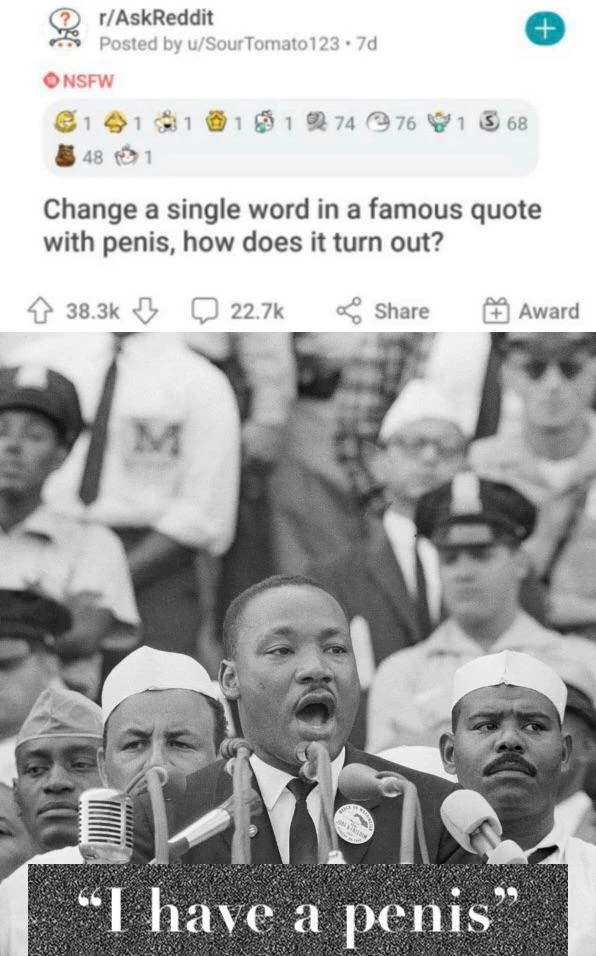 r/AskReddit
Posted by u/SourTomato123 • 7d
NSFW
1 1 1 1 1 74 76 1 S 68
48 1
Change a single word in a famous quote
with penis, how does it turn out?
38.3k 22.7k Share Award
M
“I have a penis”